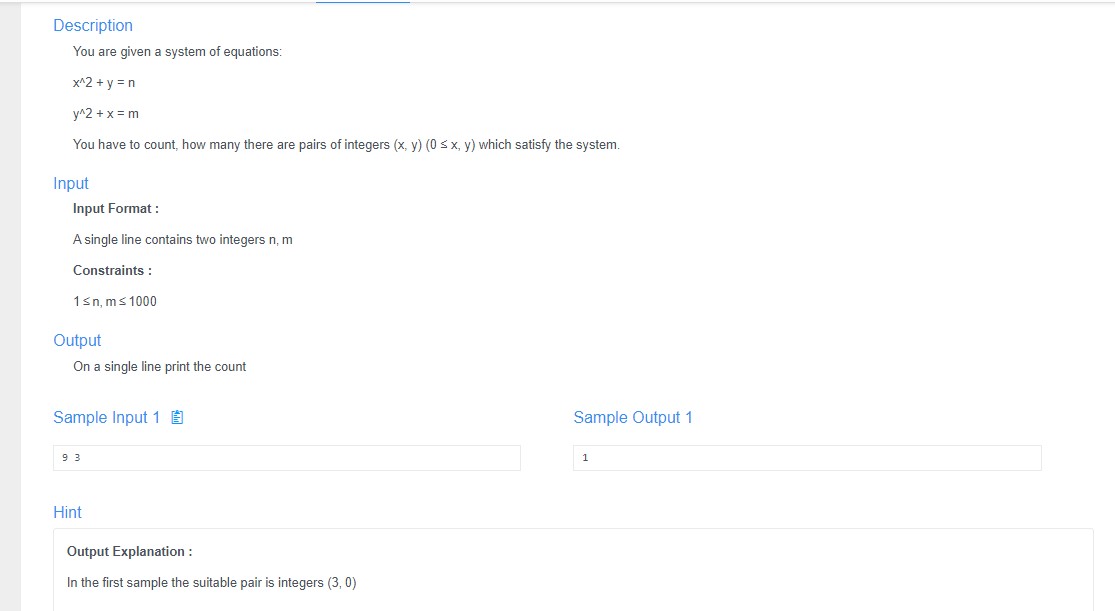 Description
You are given a system of equations:
x^2 + y = n
y^2 + x = m
You have to count, how many there are pairs of integers (x, y) (0 ≤ x, y) which satisfy the system.
Input
Input Format :
A single line contains two integers n, m
Constraints :
1 ≤ n, m ≤ 1000
Output
On a single line print the count
Sample Input 1
Sample Output 1
9 3
1
Hint
Output Explanation :
In the first sample the suitable pair is integers (3, 0)